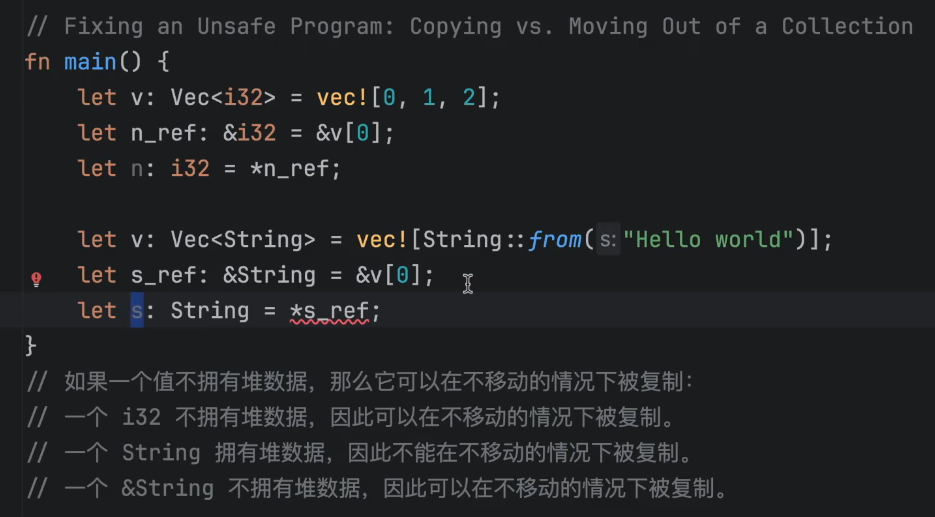 // Fixing an Unsafe Program: Copying vs. Moving Out of a Collection
fn main() {
    let v: Vec<i32> = vec![0, 1, 2];
    let n_ref: &i32 = &v[0];
    let n: i32 = *n_ref;

    let v: Vec<String> = vec![String::from(s:"Hello world")];
    let s_ref: &String = &v[0];
    let s: String = *s_ref;
}
// 如果一个值不拥有堆数据，那么它可以在不移动的情况下被复制：
// 一个 i32 不拥有堆数据，因此可以在不移动的情况下被复制。
// 一个 String 拥有堆数据，因此不能在不移动的情况下被复制。
// 一个 &String 不拥有堆数据，因此可以在不移动的情况下被复制。